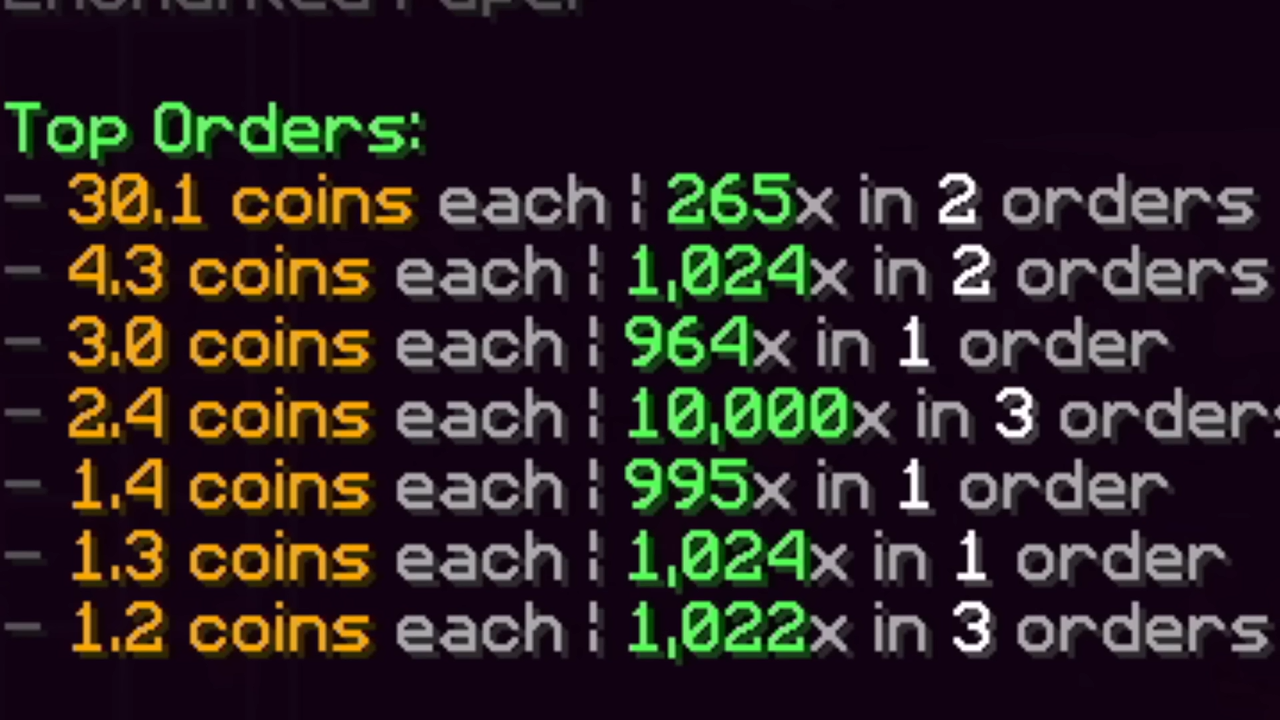 Top Orders:
- 30.1 coins each | 265x in 2 orders
- 4.3 coins each | 1,024x in 2 orders
- 3.0 coins each | 964x in 1 order
- 2.4 coins each | 10,000x in 3 orders
- 1.4 coins each | 995x in 1 order
- 1.3 coins each | 1,024x in 1 order
- 1.2 coins each | 1,022x in 3 orders